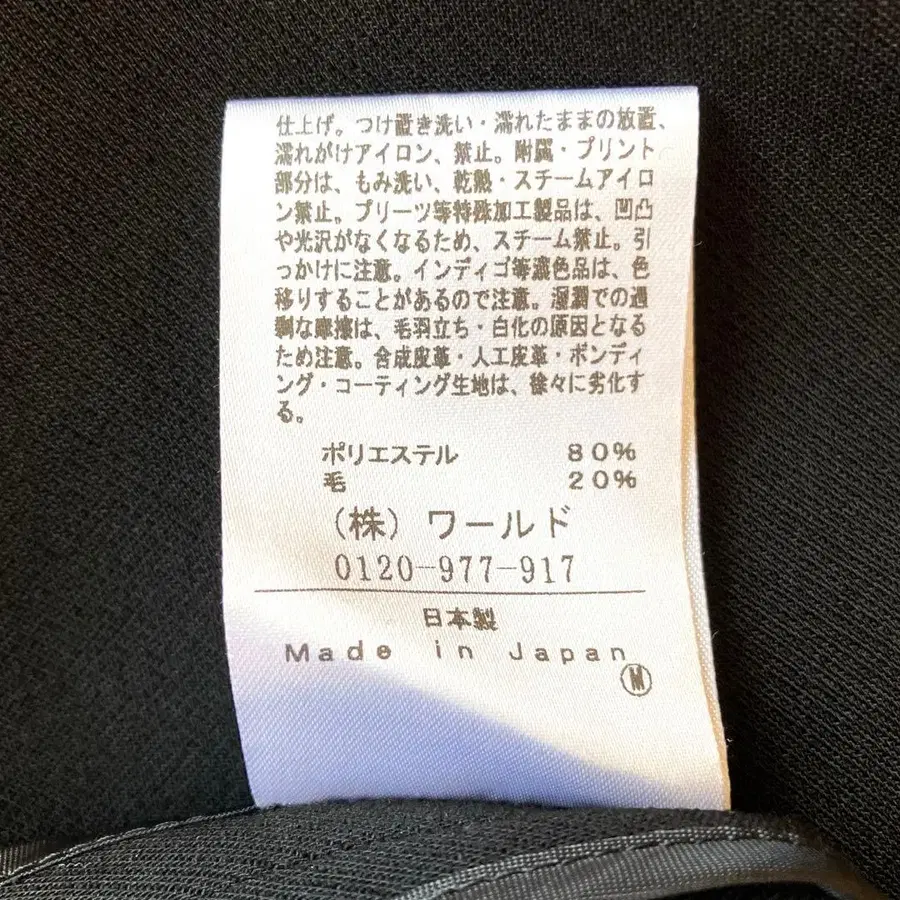 仕上げ。つけ置き洗い・濡れたままの放置、
濡れがけアイロン、禁止。附属・プリント
部分は、もみ洗い、乾熱・スチームアイロ
ン禁止。プリーツ等特殊加工製品は、凹凸
や光沢がなくなるため、スチーム禁止。引
っかけに注意。インディゴ等濃色品は、色
移りすることがあるので注意。湿潤での過
剰な摩擦は、毛羽立ち・白化の原因となる
ため注意。合成皮革・人工皮革・ボンディ
ング・コーティング生地は、徐々に劣化す
る。
ポリエステル 80%
毛 20%
(株) ワールド
0120-977-917
日本製
Made in Japan
M